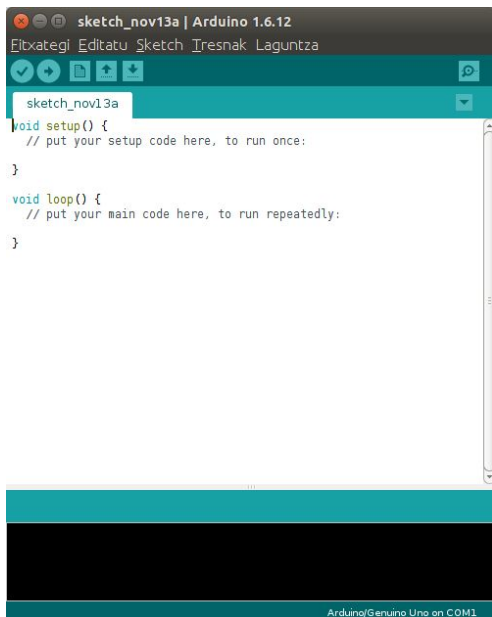 sketch_nov13a | Arduino 1.6.12
Fitxategi Editatu Sketch Tresnak Laguntza
sketch_nov13a
void setup() {
  // put your setup code here, to run once:
}
void loop() {
  // put your main code here, to run repeatedly:
}
Arduino/Genuino Uno on COM1